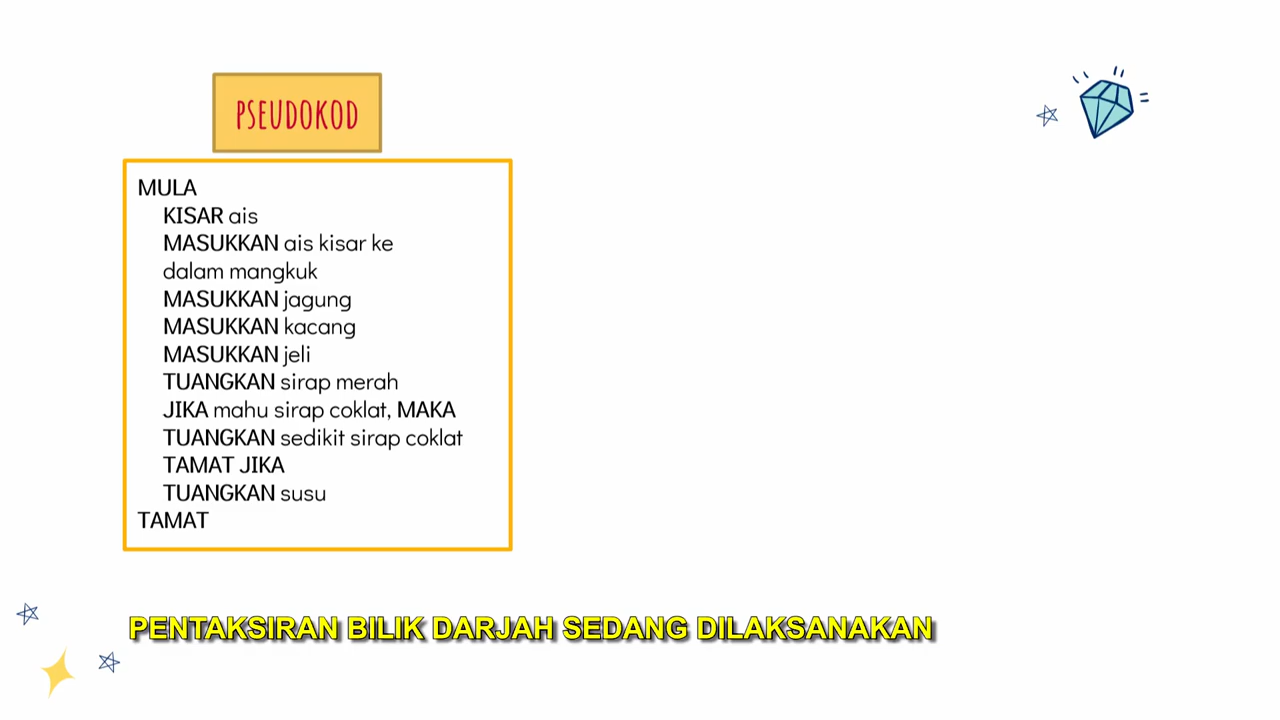 PSEUDOKOD
MULA
KISAR ais
MASUKKAN ais kisar ke
dalam mangkuk
MASUKKAN jagung
MASUKKAN kacang
MASUKKAN jeli
TUANGKAN sirap merah
JIKA mahu sirap coklat, MAKA
TUANGKAN sedikit sirap coklat
TAMAT JIKA
TUANGKAN susu
TAMAT
PENTAKSIRAN BILIK DARJAH SEDANG DILAKSANAKAN